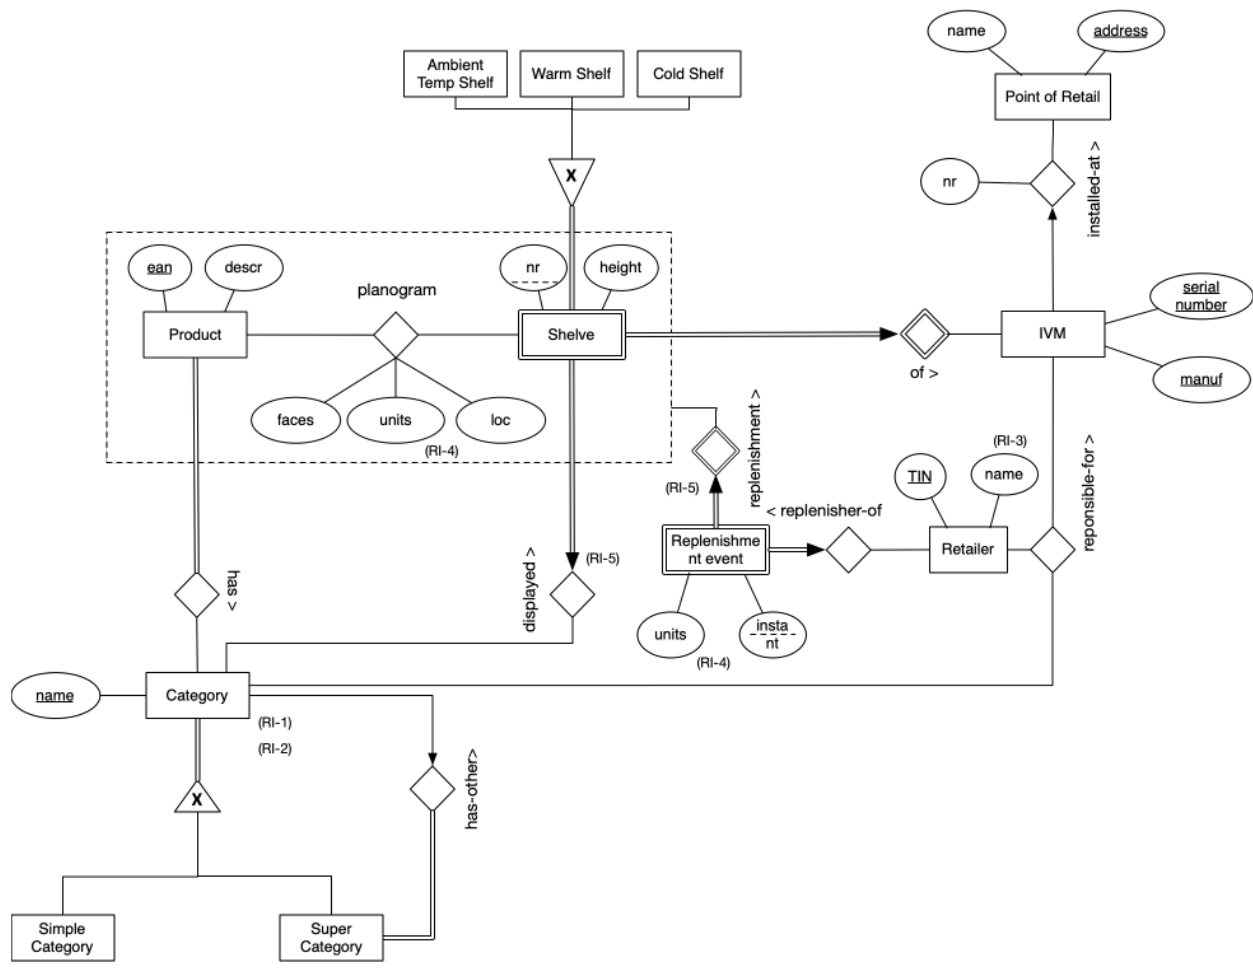 name
address
Ambient
Temp Shelf
Warm Shelf
Cold Shelf
Point of Retail
installed-at >
nr
X
ean
descr
nr
height
planogram
serial
number
Product
Shelve
IVM
of >
manuf
faces
units
loc
(RI-4)
replenishment >
(RI-3)
(RI-5)
TIN
name
reponsible-for >
< replenisher-of
Replenishme
nt event
Retailer
(RI-5)
displayed >
has >
units
insta
nt
(RI-4)
name
Category
(RI-1)
(RI-2)
has-other>
X
Simple
Category
Super
Category